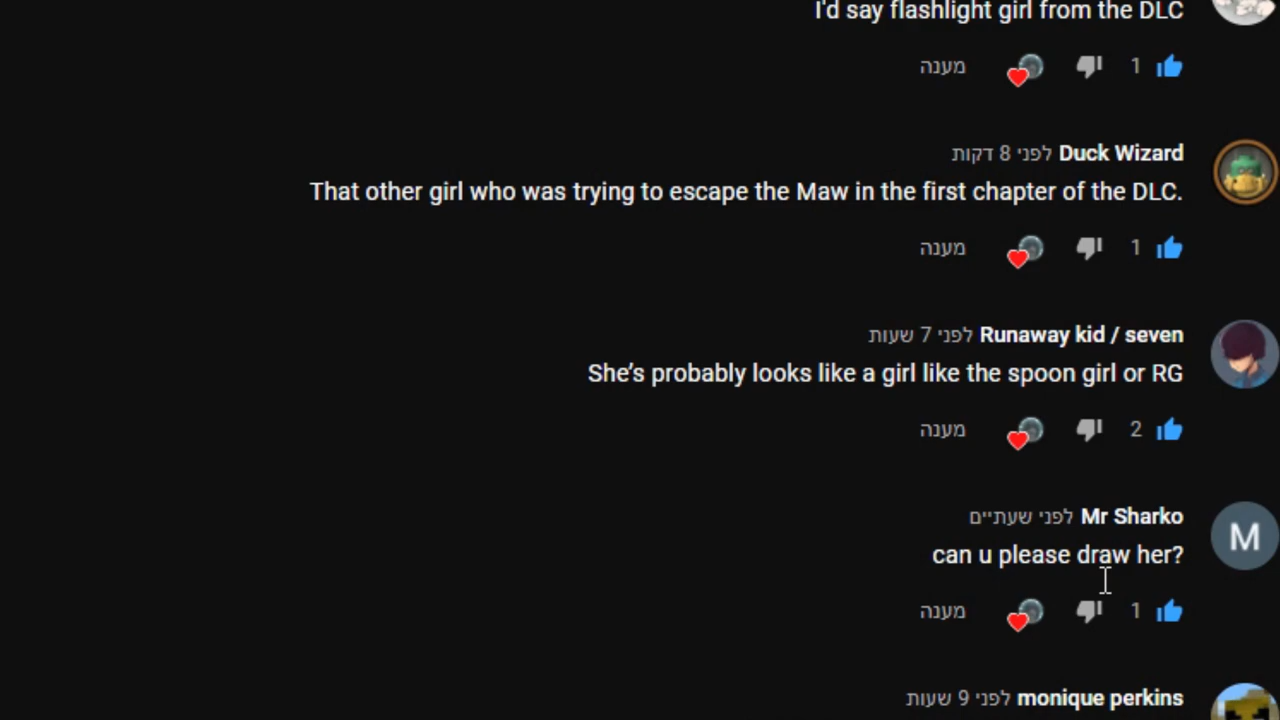 I'd say flashlight girl from the DLC
1 מענה
Duck Wizard לפני 8 דקות
That other girl who was trying to escape the Maw in the first chapter of the DLC.
1 מענה
Runaway kid / seven לפני 7 שעות
She's probably looks like a girl like the spoon girl or RG
2 מענה
Mr Sharko לפני שעתיים
M
can u please draw her?
1 מענה
monique perkins לפני 9 שעות